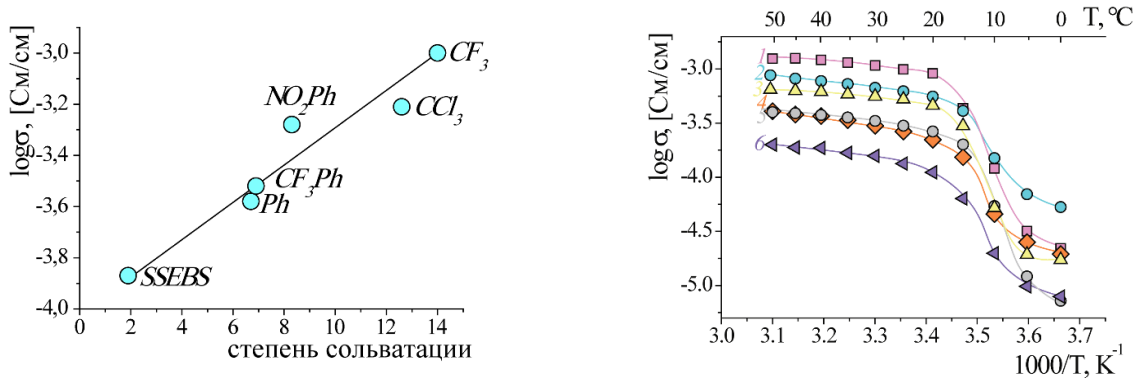 -3,0
-3,2
-3,4
-3,6
-3,8
-4,0
logσ, [См/см]
CF₃
CCl₃
NO₂Ph
CF₃Ph
Ph
SSEBS
0 2 4 6 8 10 12 14
степень сольватации
50 40 30 20 10 0 T, °C
-3.0
-3.5
-4.0
-4.5
-5.0
logσ, [См/см]
1
2
3
4
5
6
3.0 3.1 3.2 3.3 3.4 3.5 3.6 3.7
1000/T, K⁻¹